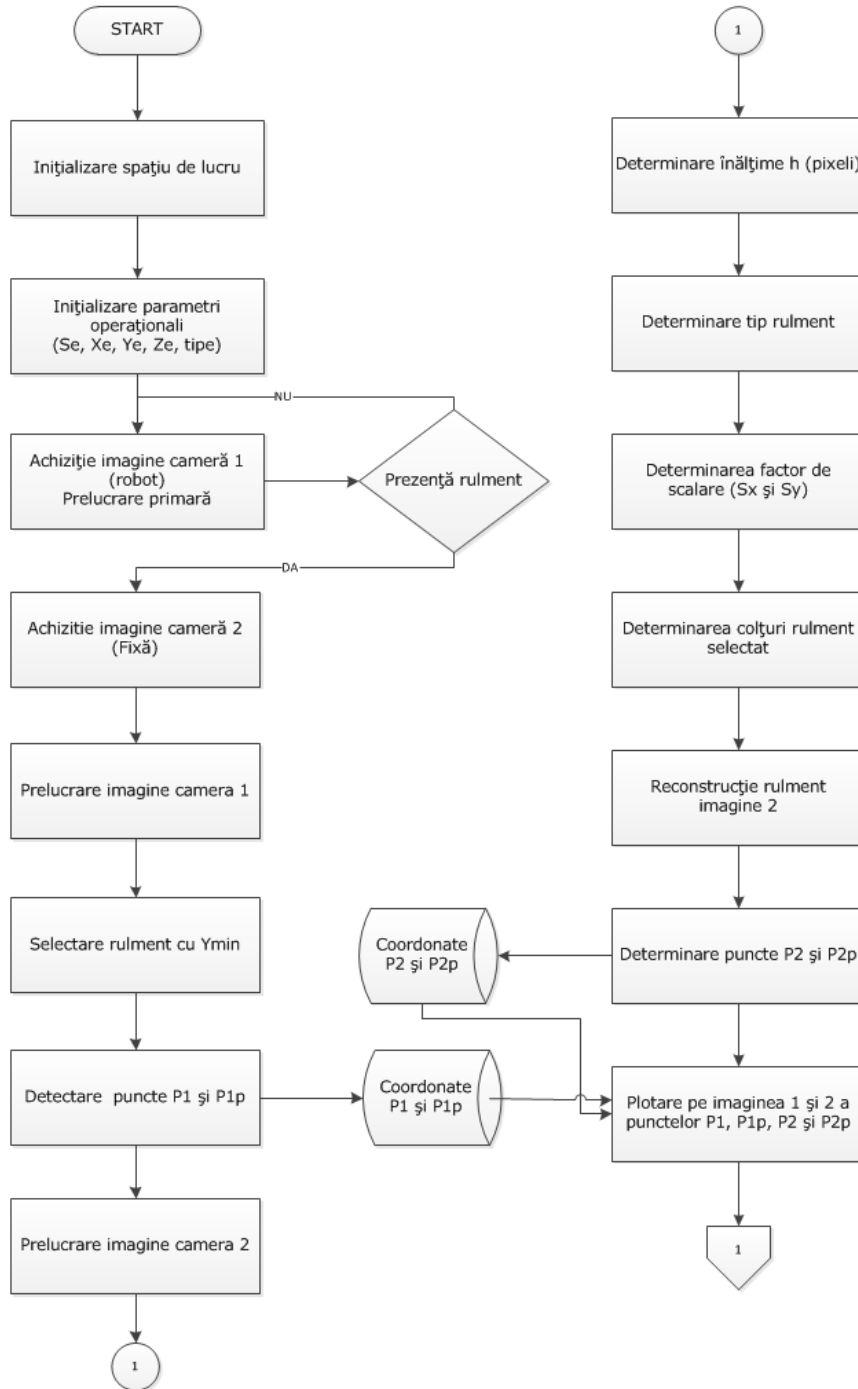 START
Iniţializare spaţiu de lucru
Iniţializare parametri
operaţionali
(Se, Xe, Ye, Ze, tipe)
NU
Achiziţie imagine cameră 1
(robot)
Prelucrare primară
Prezenţă rulment
DA
Achizitie imagine cameră 2
(Fixă)
Prelucrare imagine camera 1
Selectare rulment cu Ymin
Detectare puncte P1 şi P1p
Coordonate
P1 şi P1p
Prelucrare imagine camera 2
1
1
Determinare înălţime h (pixeli)
Determinare tip rulment
Determinarea factor de
scalare (Sx şi Sy)
Determinarea colţuri rulment
selectat
Reconstrucţie rulment
imagine 2
Determinare puncte P2 şi P2p
Coordonate
P2 şi P2p
Plotare pe imaginea 1 şi 2 a
punctelor P1, P1p, P2 şi P2p
1